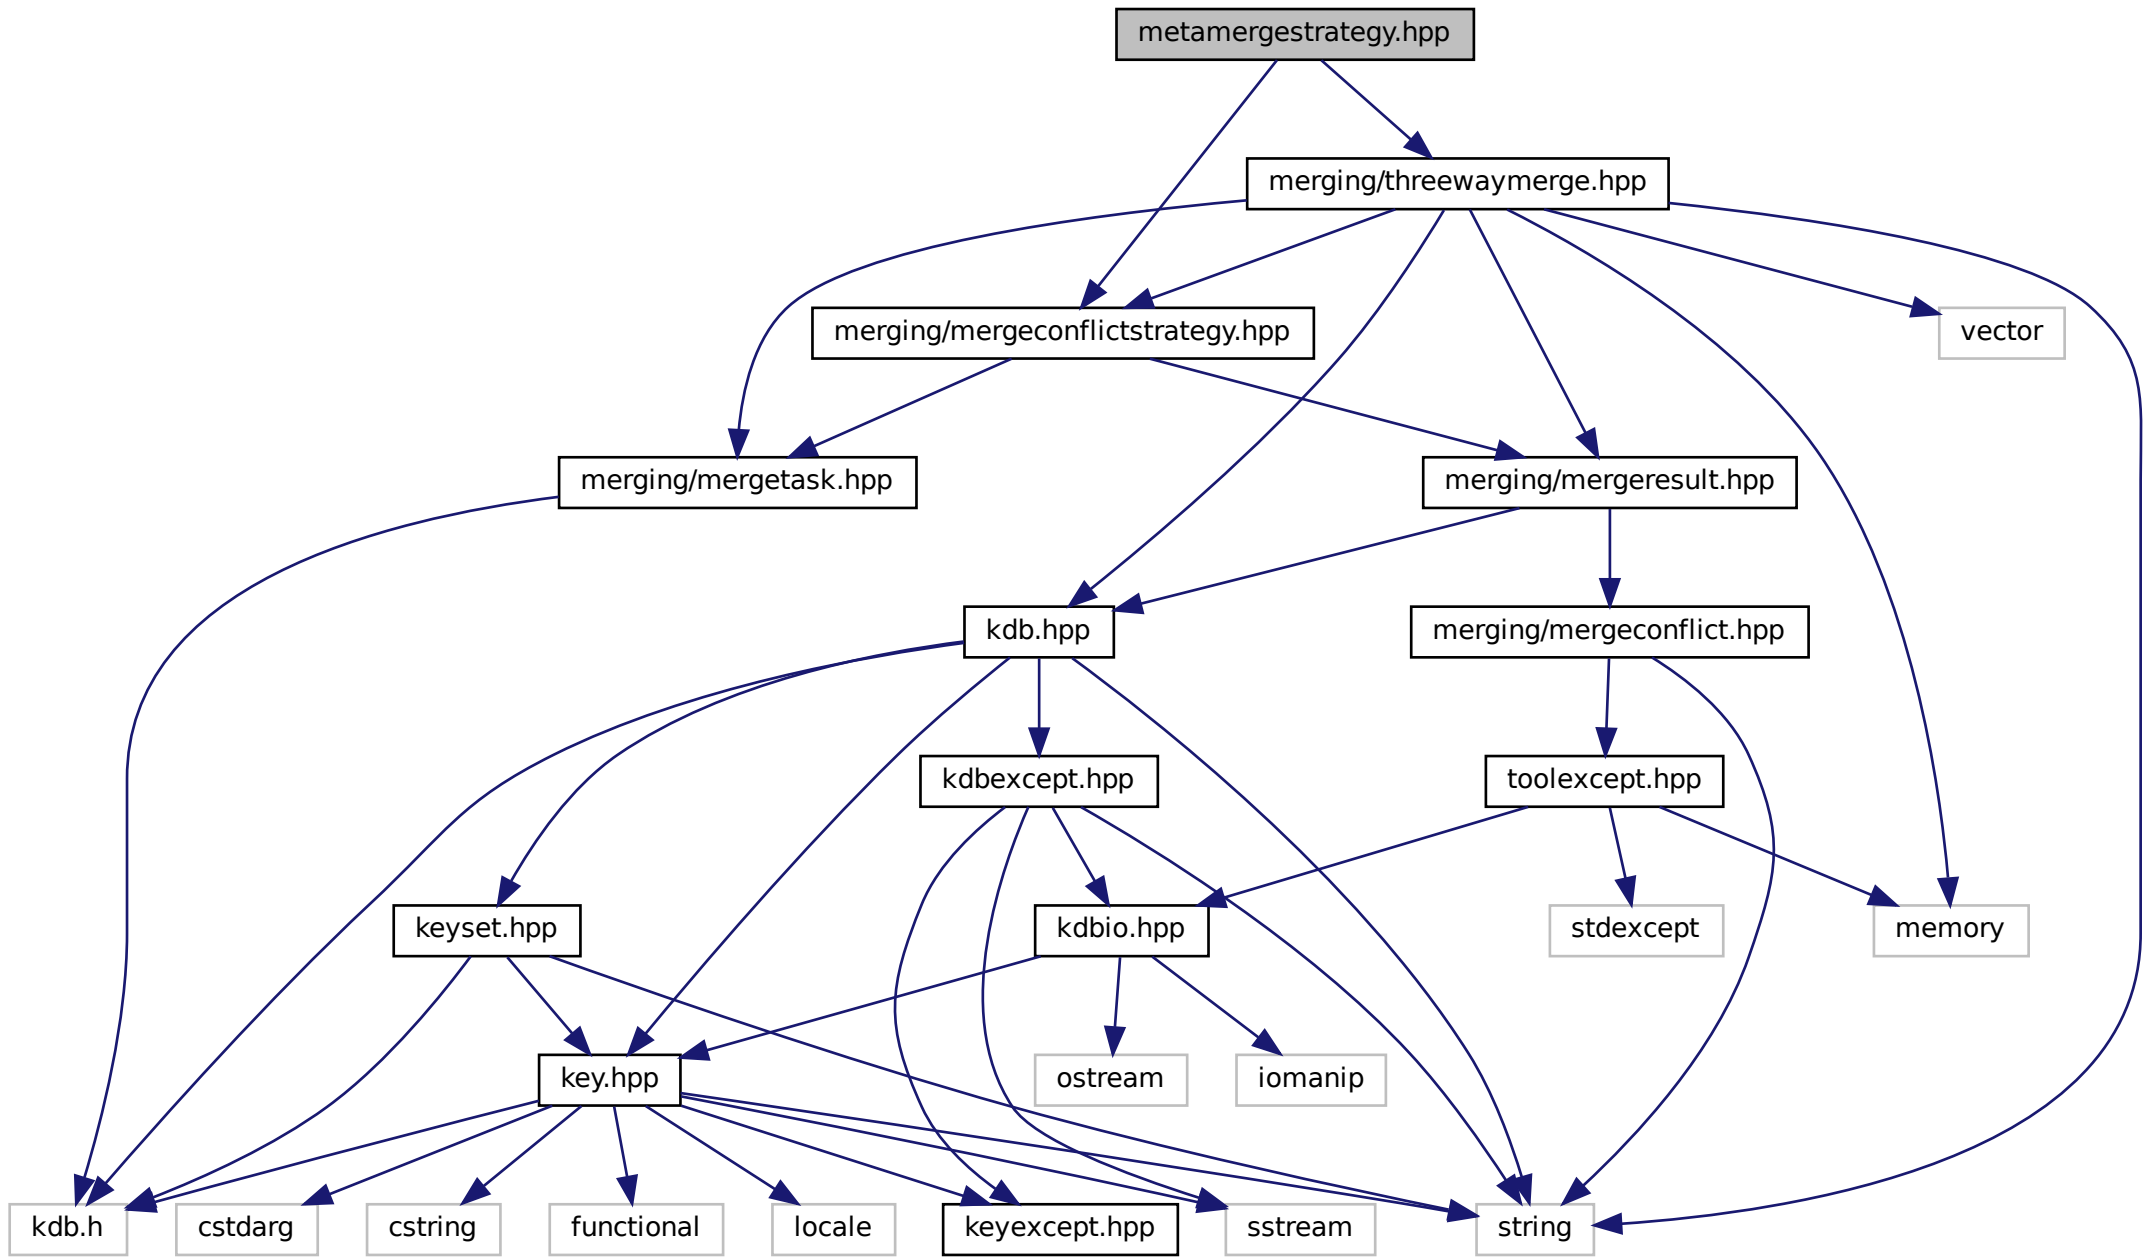 metamergestrategy.hpp
merging/threewaymerge.hpp
merging/mergeconflictstrategy.hpp
vector
merging/mergetask.hpp
merging/mergeresult.hpp
kdb.hpp
merging/mergeconflict.hpp
kdbexcept.hpp
toolexcept.hpp
keyset.hpp
kdbio.hpp
stdexcept
memory
key.hpp
ostream
iomanip
kdb.h
cstdarg
cstring
functional
locale
keyexcept.hpp
sstream
string